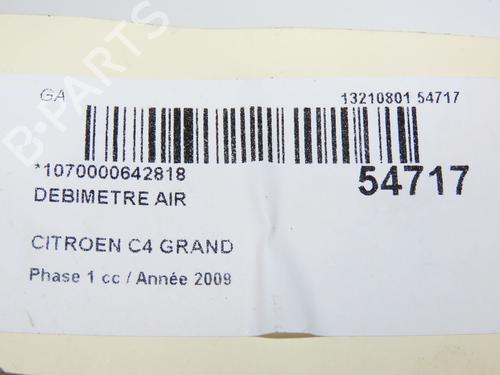 GA 13210801 54717
*1070000642818
54717
DEBIMETRE AIR
CITROEN C4 GRAND
Phase 1 cc / Année 2009
B-PARTS